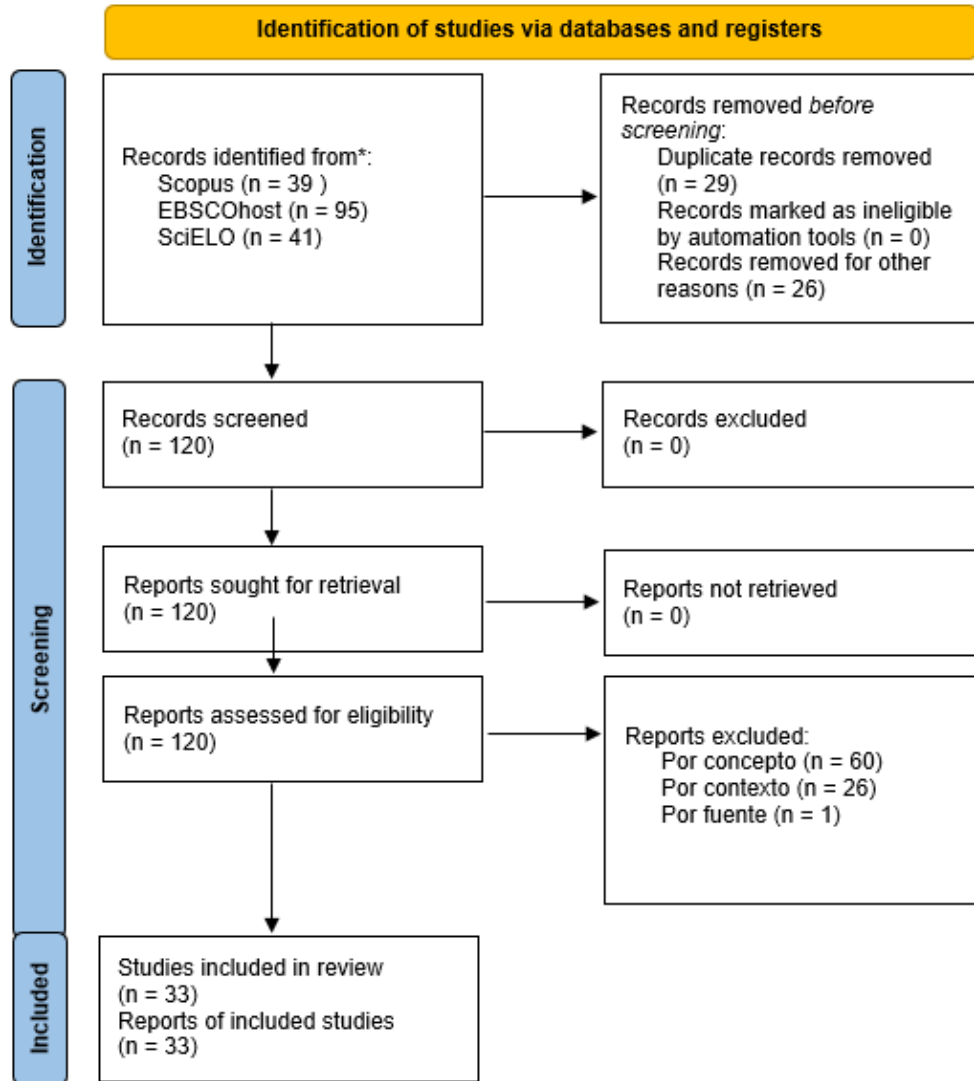 Identification of studies via databases and registers
Identification
Records identified from*:
Scopus (n = 39 )
EBSCOhost (n = 95)
SciELO (n = 41)
Records removed before
screening:
Duplicate records removed
(n = 29)
Records marked as ineligible
by automation tools (n = 0)
Records removed for other
reasons (n = 26)
Screening
Records screened
(n = 120)
Records excluded
(n = 0)
Reports sought for retrieval
(n = 120)
Reports not retrieved
(n = 0)
Reports assessed for eligibility
(n = 120)
Reports excluded:
Por concepto (n = 60)
Por contexto (n = 26)
Por fuente (n = 1)
Included
Studies included in review
(n = 33)
Reports of included studies
(n = 33)